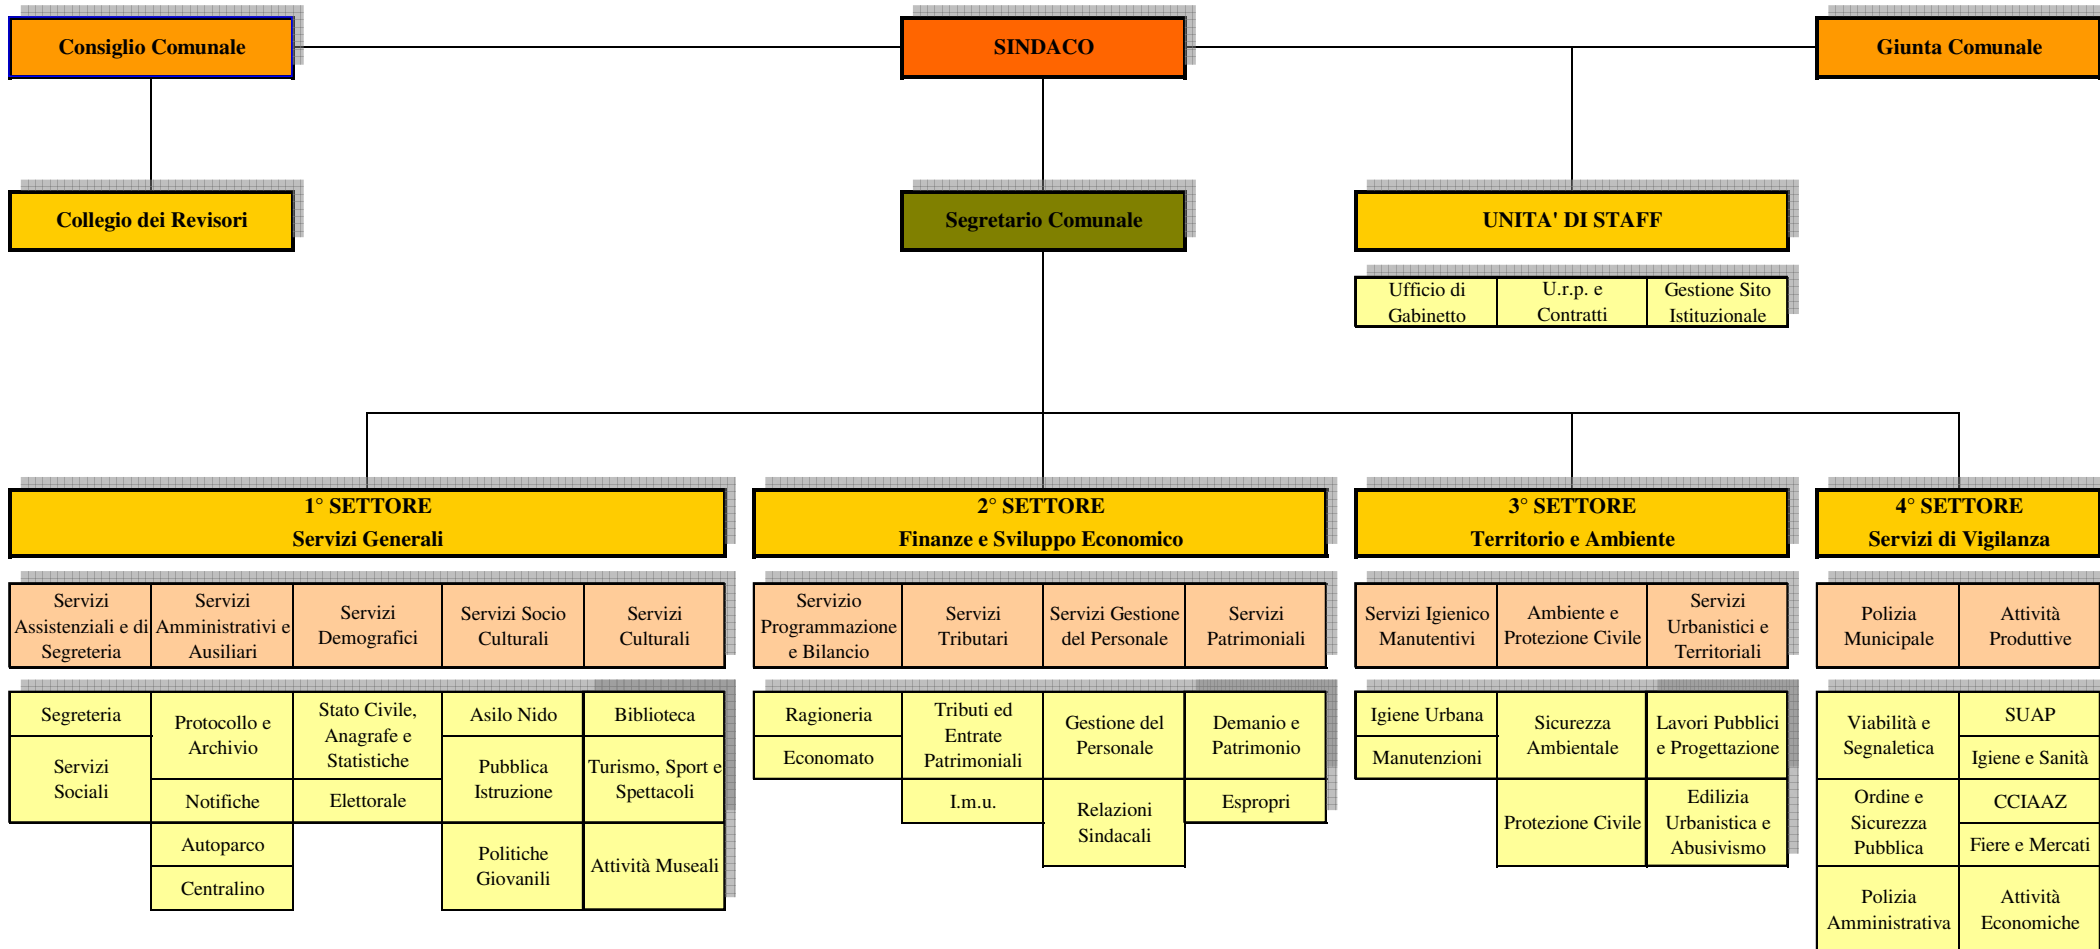 Consiglio Comunale
SINDACO
Giunta Comunale
Collegio dei Revisori
Segretario Comunale
UNITA' DI STAFF
Ufficio di
Gabinetto
U.r.p. e
Contratti
Gestione Sito
Istituzionale
1° SETTORE
Servizi Generali
2° SETTORE
Finanze e Sviluppo Economico
3° SETTORE
Territorio e Ambiente
4° SETTORE
Servizi di Vigilanza
Servizi
Assistenziali e di
Segreteria
Servizi
Amministrativi e
Ausiliari
Servizi
Demografici
Servizi Socio
Culturali
Servizi
Culturali
Servizio
Programmazione
e Bilancio
Servizi
Tributari
Servizi Gestione
del Personale
Servizi
Patrimoniali
Servizi Igienico
Manutentivi
Ambiente e
Protezione Civile
Servizi
Urbanistici e
Territoriali
Polizia
Municipale
Attività
Produttive
Segreteria
Servizi
Sociali
Protocollo e
Archivio
Notifiche
Autoparco
Centralino
Stato Civile,
Anagrafe e
Statistiche
Elettorale
Asilo Nido
Pubblica
Istruzione
Politiche
Giovanili
Biblioteca
Turismo, Sport e
Spettacoli
Attività Museali
Ragioneria
Economato
Tributi ed
Entrate
Patrimoniali
I.m.u.
Gestione del
Personale
Relazioni
Sindacali
Demanio e
Patrimonio
Espropri
Igiene Urbana
Manutenzioni
Sicurezza
Ambientale
Protezione Civile
Lavori Pubblici
e Progettazione
Edilizia
Urbanistica e
Abusivismo
Viabilità e
Segnaletica
Ordine e
Sicurezza
Pubblica
Polizia
Amministrativa
SUAP
Igiene e Sanità
CCIAAZ
Fiere e Mercati
Attività
Economiche